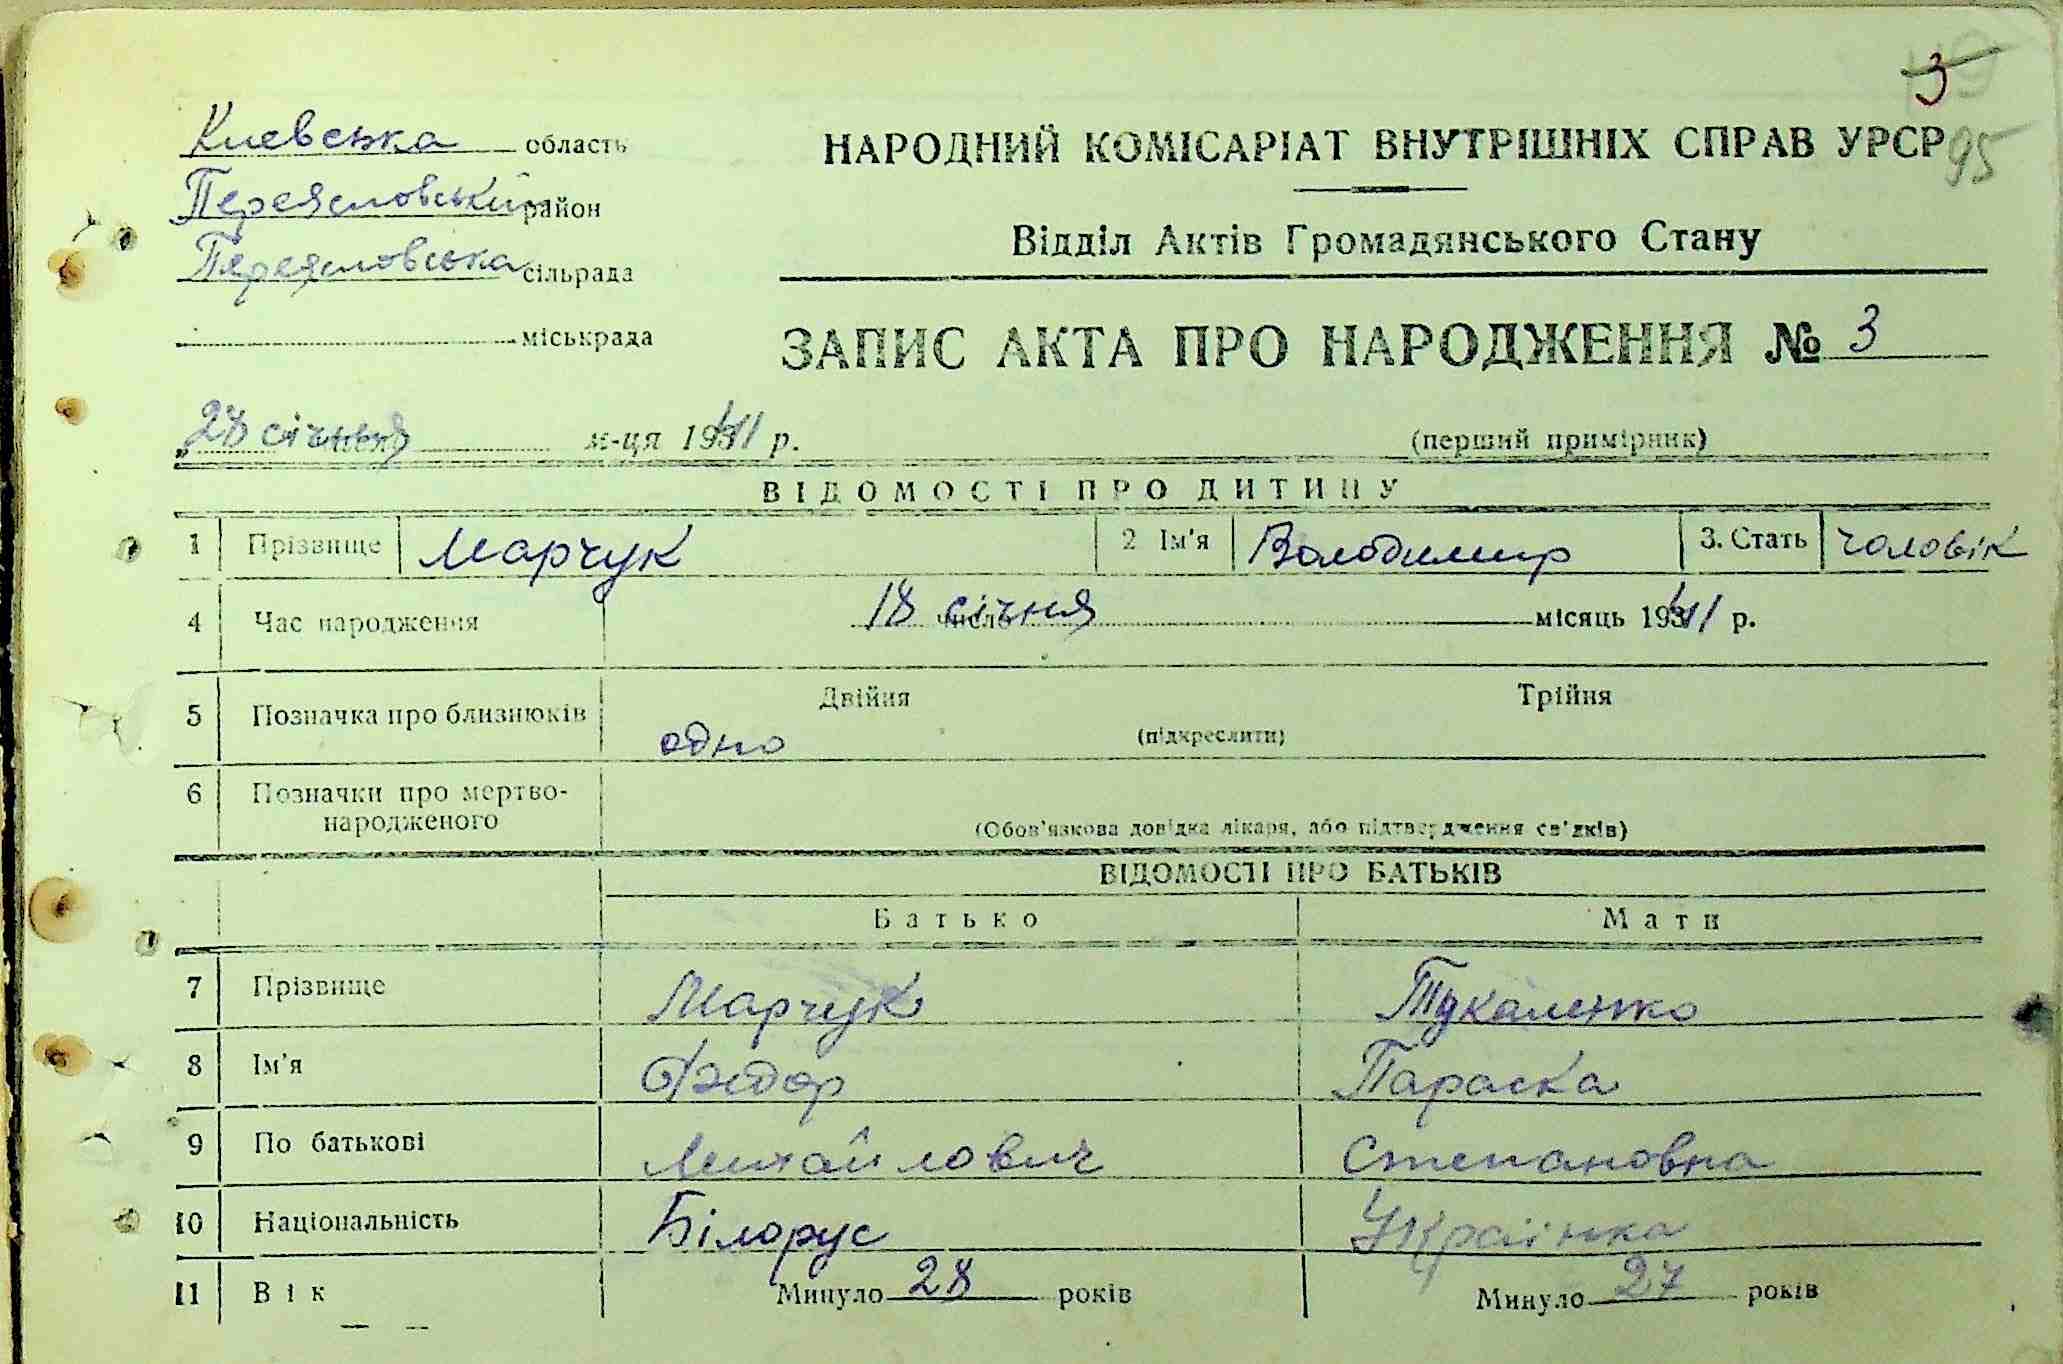 3
95
Киевська область
Переясловський район
Переясловська сільрада
міськрада
НАРОДНИЙ КОМІСАРІАТ ВНУТРІШНІХ СПРАВ УРСР
Відділ Актів Громадянського Стану
ЗАПИС АКТА ПРО НАРОДЖЕННЯ № 3
„28 січня м-ця 1941 р. (перший примірник)
ВІДОМОСТІ ПРО ДИТИНУ
1 Прізвище Марчук 2 Ім'я Володимир 3. Стать чоловік
4 Час народження 18 січня число місяць 1941 р.
5 Позначка про близнюків Двійня Трійня
одно (підкреслити)
6 Позначки про мертво-
народженого (Обов'язкова довідка лікаря, або підтвердження свідків)
ВІДОМОСТІ ПРО БАТЬКІВ
Батько Мати
7 Прізвище Марчук Тукаленко
8 Ім'я Федор Параска
9 По батькові Михайлович Степановна
10 Національність Білорус Українка
11 Вік Минуло 28 років Минуло 27 років